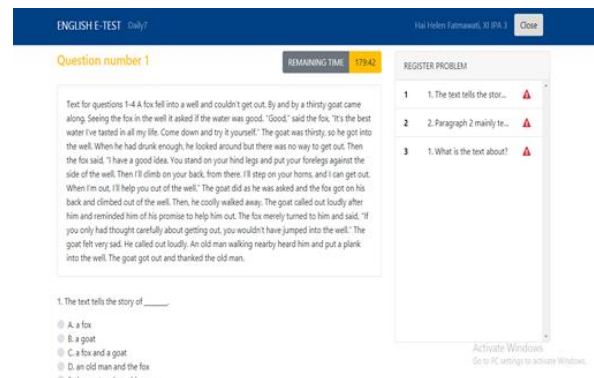 ENGLISH E-TEST Daily7
Hai Helen Fatmawati, XI IPA 3 Close
Question number 1
REMAINING TIME 179:42
Text for questions 1-4 A fox fell into a well and couldn't get out. By and by a thirsty goat came
along. Seeing the fox in the well it asked if the water was good. "Good," said the fox, "It's the best
water I've tasted in all my life. Come down and try it yourself." The goat was thirsty, so he got into
the well. When he had drunk enough, he looked around but there was no way to get out. Then
the fox said, "I have a good idea. You stand on your hind legs and put your forelegs against the
side of the well. Then I'll climb on your back, from there. I'll step on your horns, and I can get out.
When I'm out, I'll help you out of the well." The goat did as he was asked and the fox got on his
back and climbed out of the well. Then, he coolly walked away. The goat called out loudly after
him and reminded him of his promise to help him out. The fox merely turned to him and said, "If
you only had thought carefully about getting out, you wouldn't have jumped into the well." The
goat felt very sad. He called out loudly. An old man walking nearby heard him and put a plank
into the well. The goat got out and thanked the old man.
1. The text tells the story of ______.
A. a fox
B. a goat
C. a fox and a goat
D. an old man and the fox
REGISTER PROBLEM
1 1. The text tells the stor...
2 2. Paragraph 2 mainly te...
3 1. What is the text about?
Activate Windows
Go to PC settings to activate Windows.